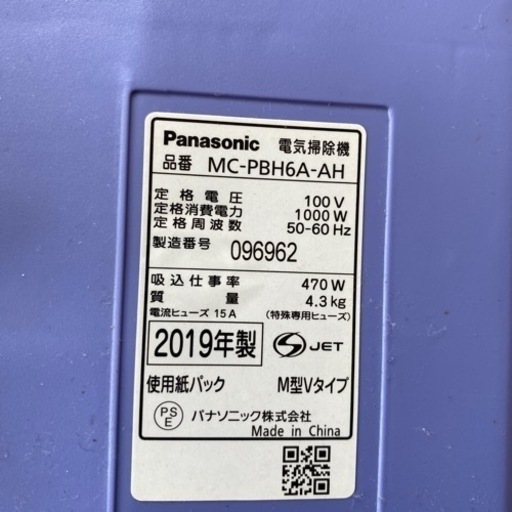 Panasonic 電気掃除機
品番 MC-PBH6A-AH
定格電圧 100 V
定格消費電力 1000 W
定格周波数 50-60 Hz
製造番号 096962
吸込仕事率 470 W
質量 4.3 kg
電流ヒューズ 15 A (特殊専用ヒューズ)
2019年製 S JET
使用紙パック M型Vタイプ
PS E パナソニック株式会社
Made in China